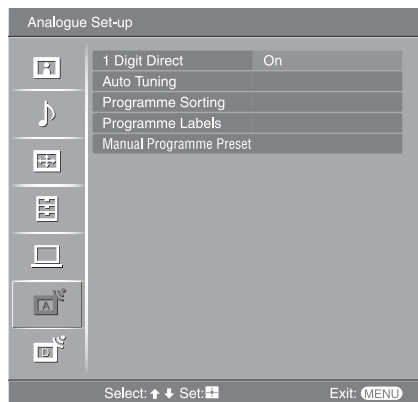 Analogue Set-up
1 Digit Direct On
Auto Tuning
Programme Sorting
Programme Labels
Manual Programme Preset
A
D
Select: Set: Exit: MENU